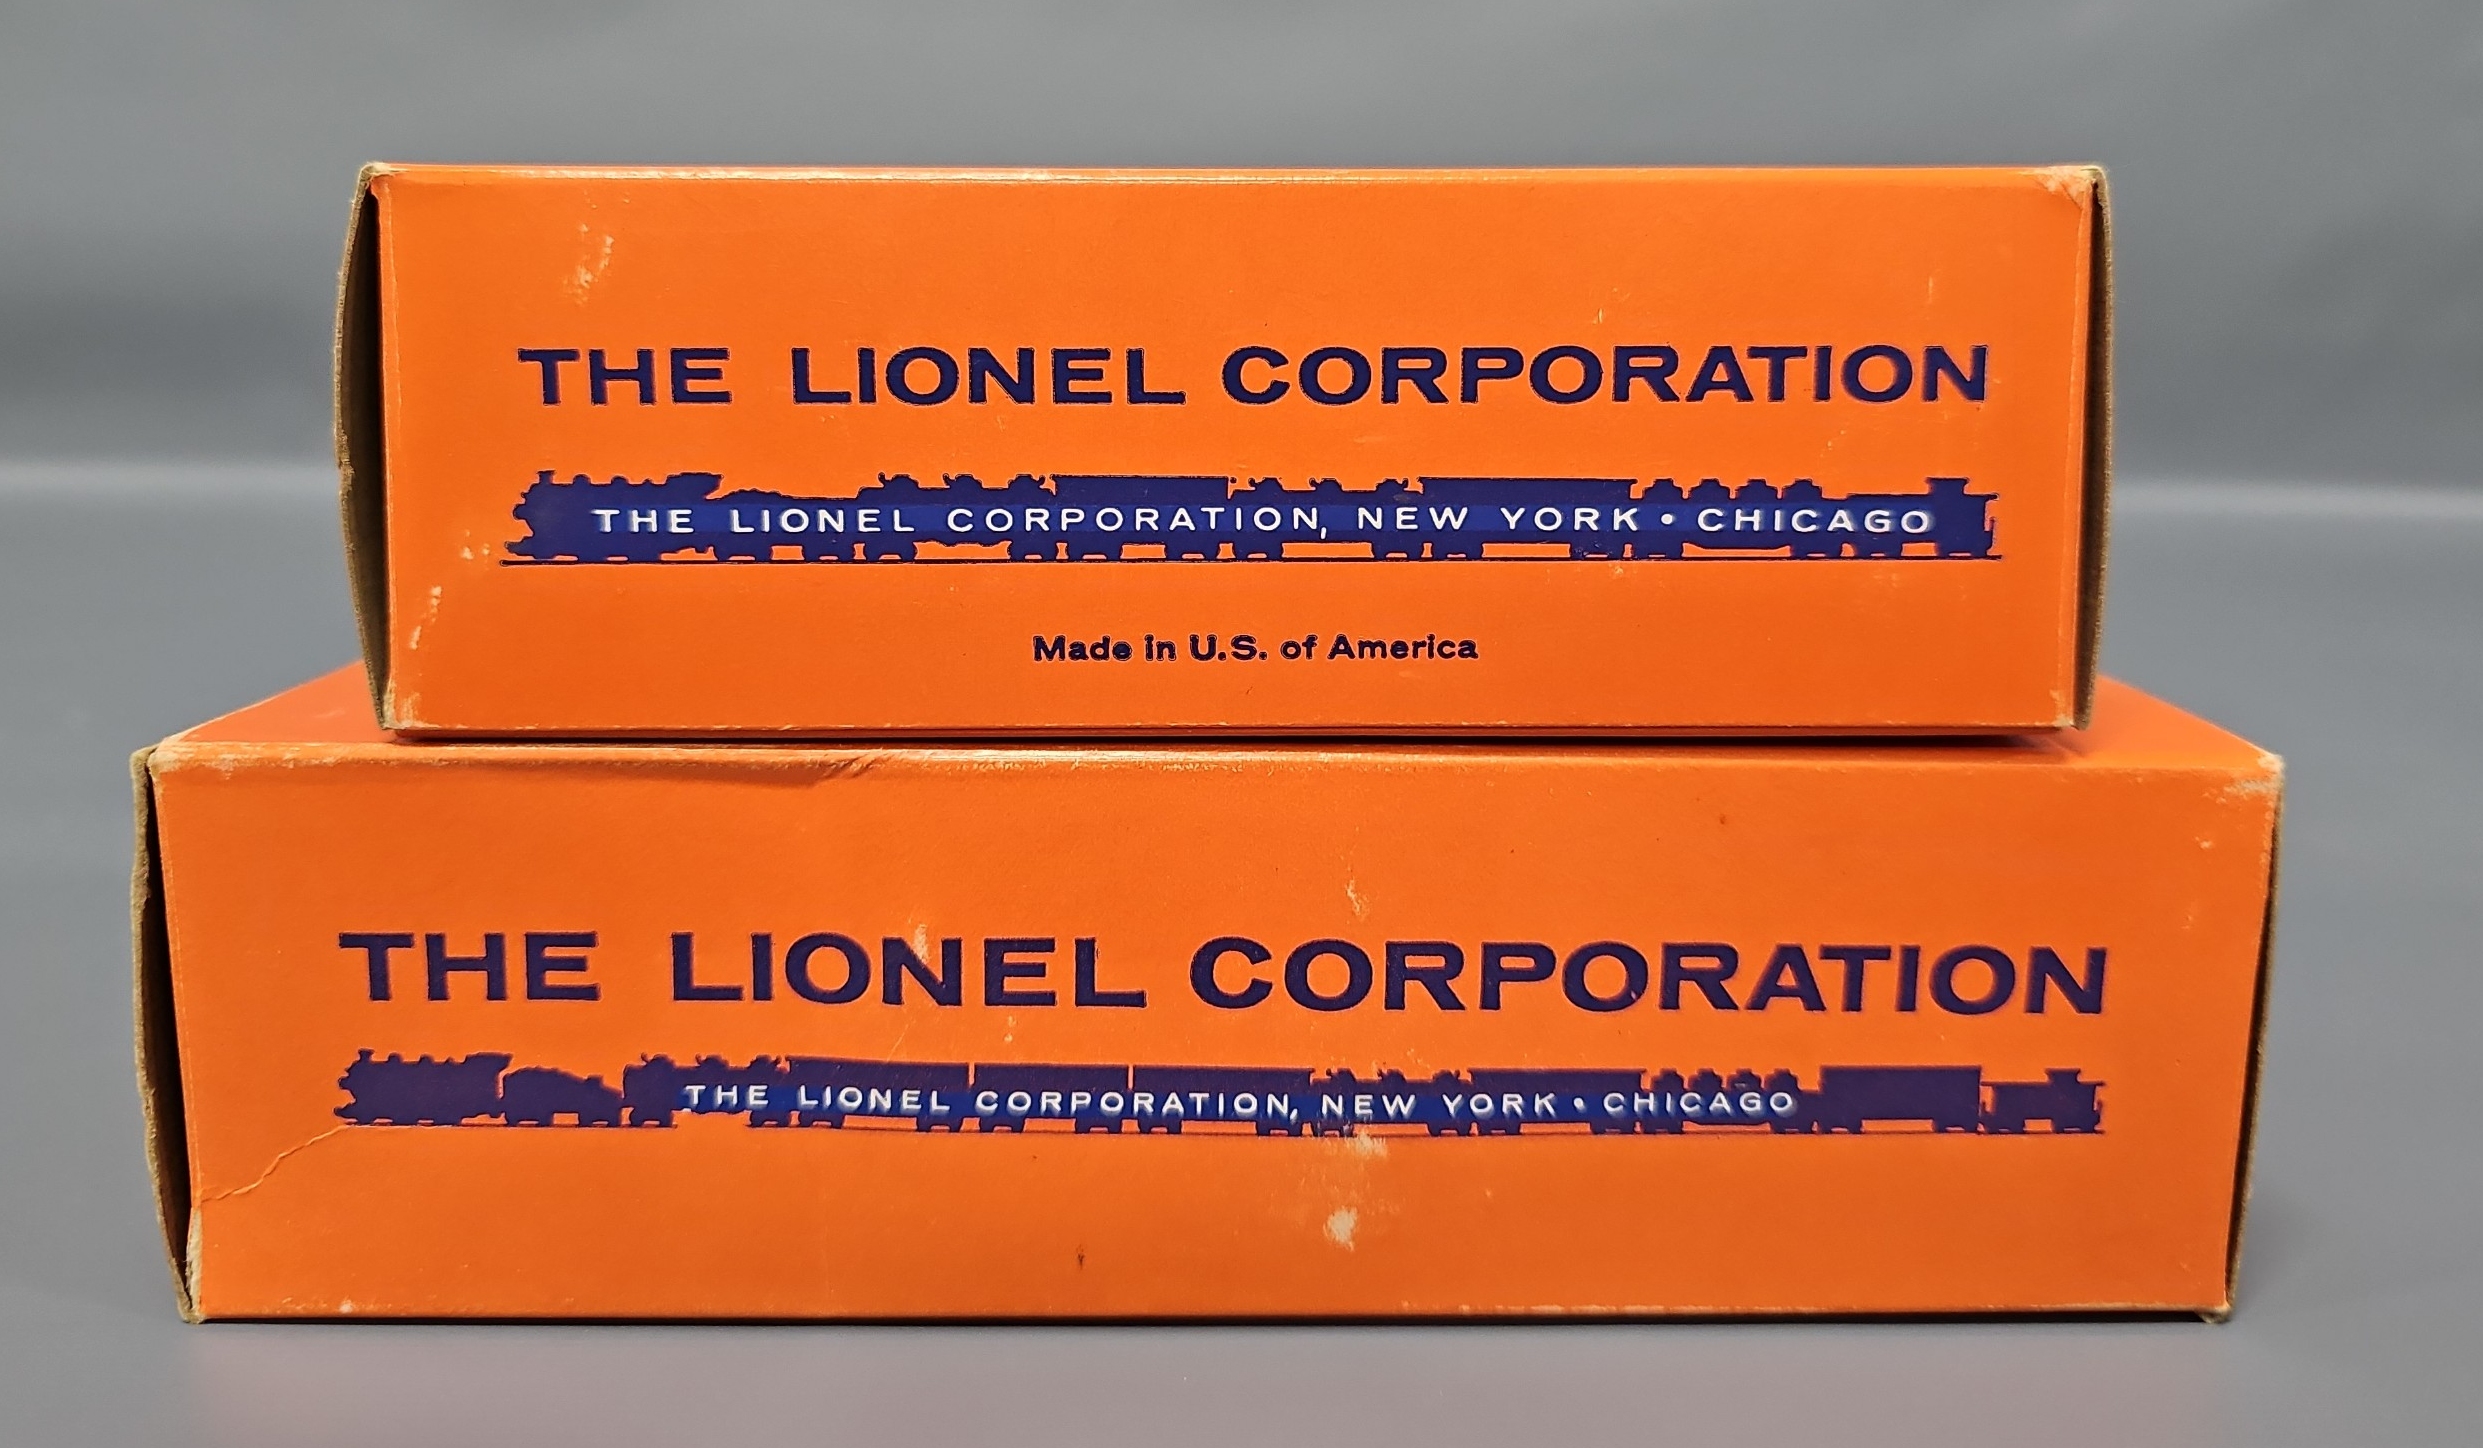 THE LIONEL CORPORATION
THE LIONEL CORPORATION, NEW YORK • CHICAGO
Made in U.S. of America
THE LIONEL CORPORATION
THE LIONEL CORPORATION, NEW YORK • CHICAGO